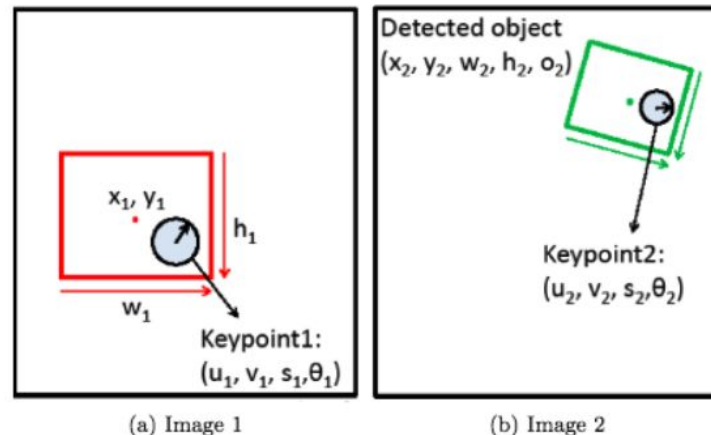 x₁, y₁
h₁
w₁
Keypoint1:
(u₁, v₁, s₁,θ₁)
(a) Image 1
Detected object
(x₂, y₂, w₂, h₂, o₂)
Keypoint2:
(u₂, v₂, s₂,θ₂)
(b) Image 2